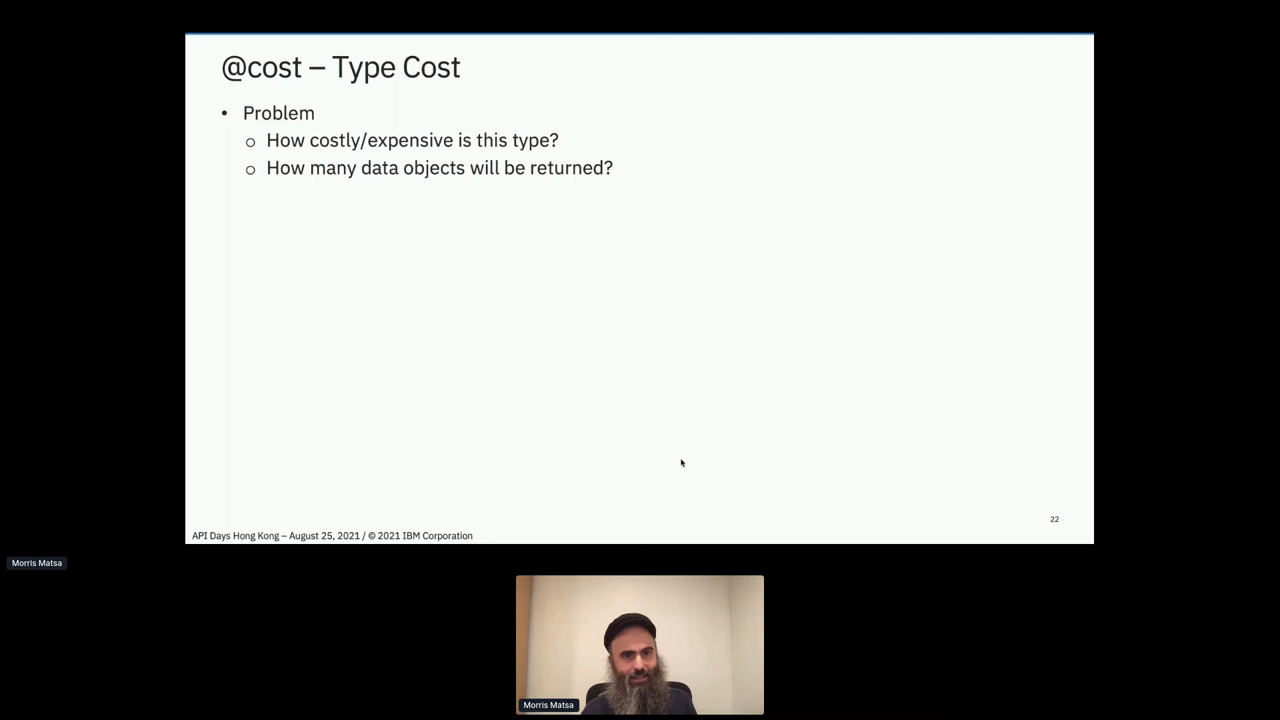 @cost – Type Cost
• Problem
o How costly/expensive is this type?
o How many data objects will be returned?
22
API Days Hong Kong – August 25, 2021 / © 2021 IBM Corporation
Morris Matsa
Morris Matsa